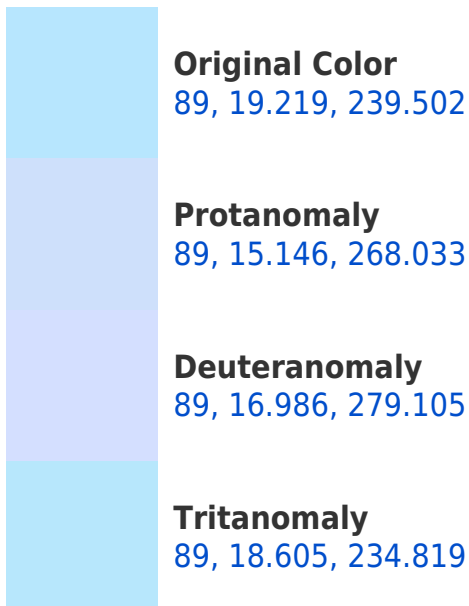 Original Color
89, 19.219, 239.502
Protanomaly
89, 15.146, 268.033
Deuteranomaly
89, 16.986, 279.105
Tritanomaly
89, 18.605, 234.819